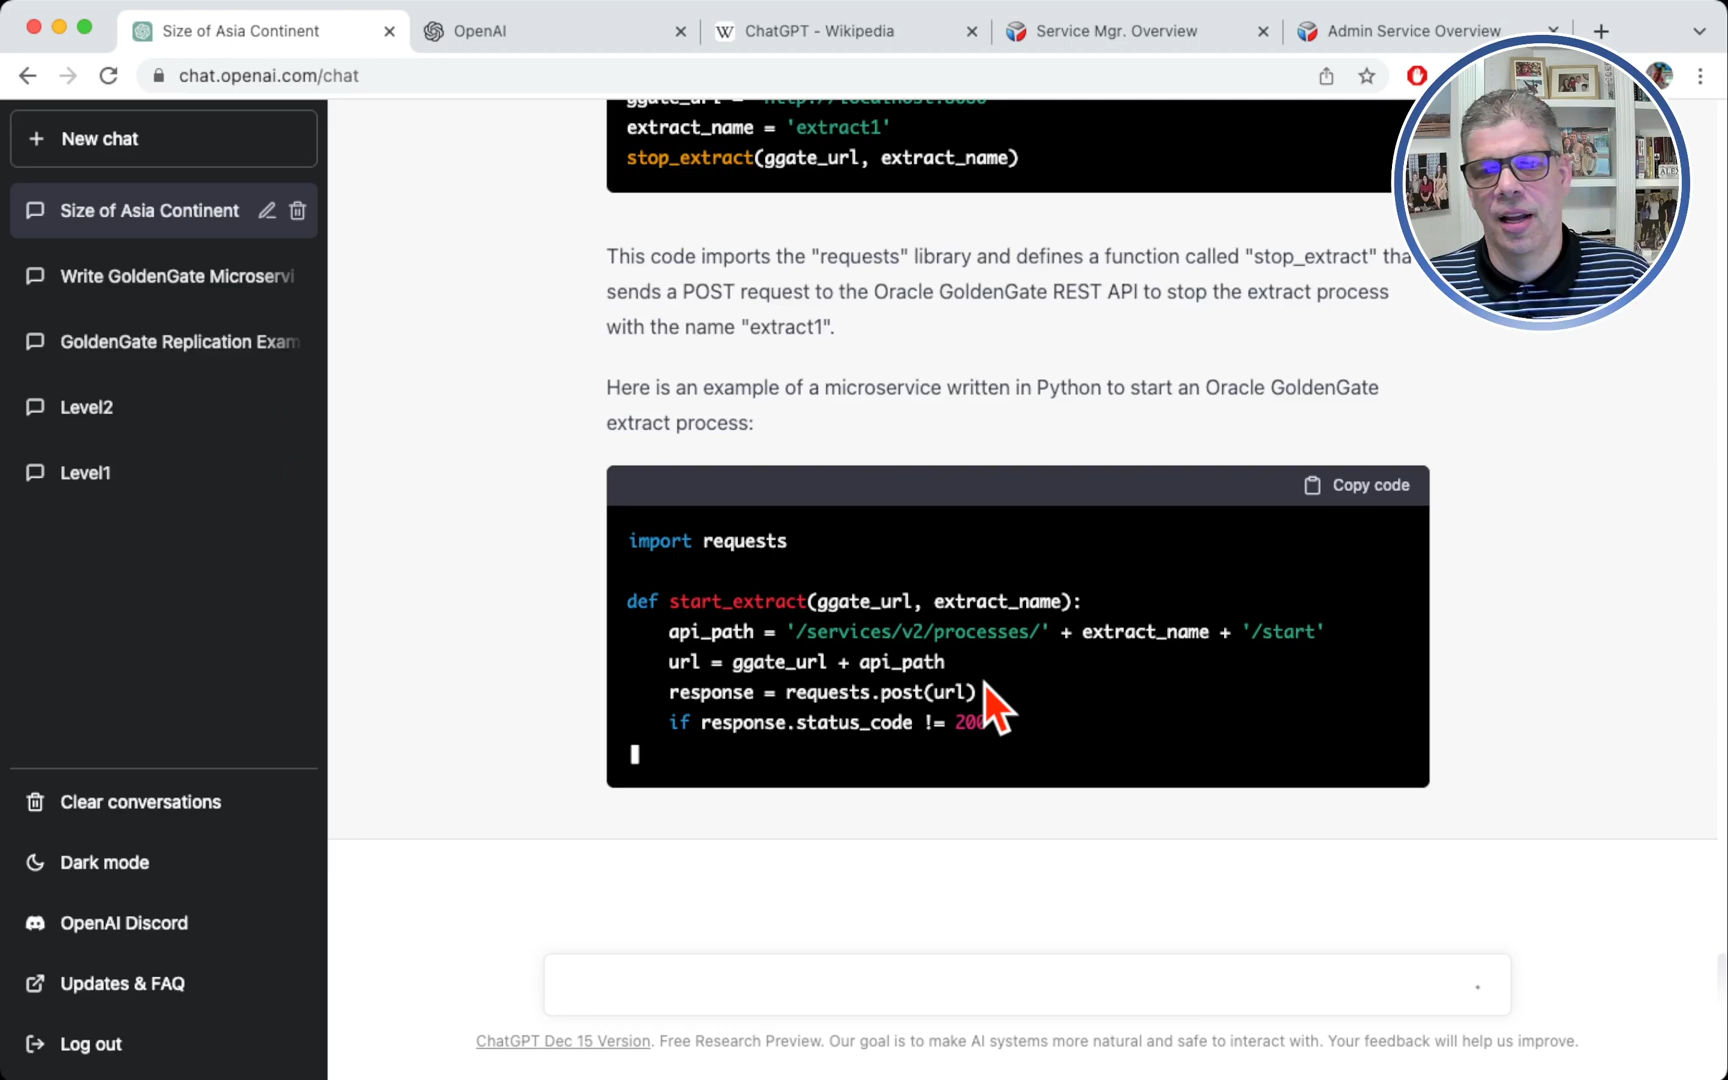 Size of Asia Continent
OpenAI
ChatGPT - Wikipedia
Service Mgr. Overview
Admin Service Overview
chat.openai.com/chat
New chat
Size of Asia Continent
Write GoldenGate Microservi
GoldenGate Replication Exam
Level2
Level1
Clear conversations
Dark mode
OpenAI Discord
Updates & FAQ
Log out
ggate_url = 'http://localhost:8080'
extract_name = 'extract1'
stop_extract(ggate_url, extract_name)
This code imports the "requests" library and defines a function called "stop_extract" tha
sends a POST request to the Oracle GoldenGate REST API to stop the extract process
with the name "extract1".
Here is an example of a microservice written in Python to start an Oracle GoldenGate
extract process:
Copy code
import requests
def start_extract(ggate_url, extract_name):
api_path = '/services/v2/processes/' + extract_name + '/start'
url = ggate_url + api_path
response = requests.post(url)
if response.status_code != 200
ChatGPT Dec 15 Version. Free Research Preview. Our goal is to make AI systems more natural and safe to interact with. Your feedback will help us improve.